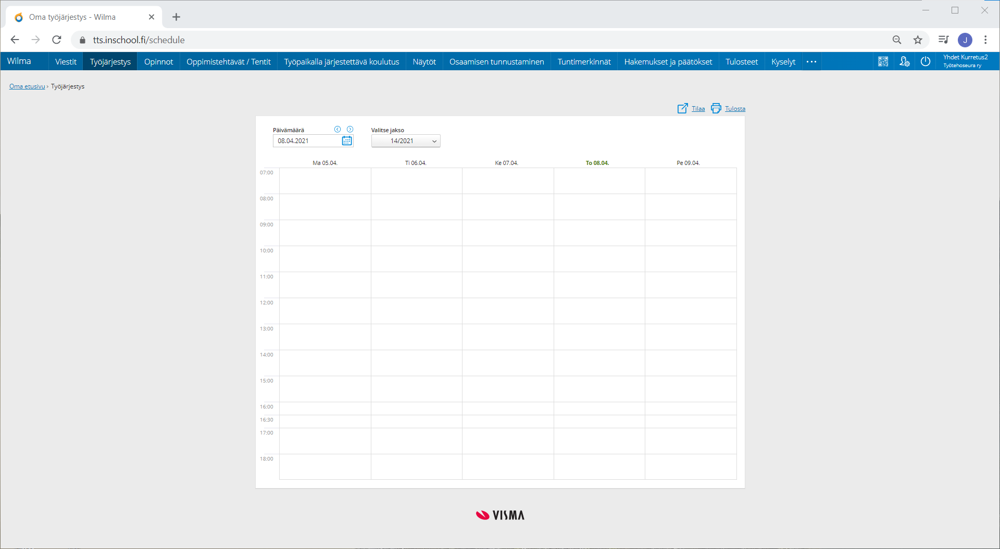 Oma työjärjestys - Wilma
tts.inschool.fi/schedule
J
Wilma Viestit Työjärjestys Opinnot Oppimistehtävät / Tentit Työpaikalla järjestettävä koulutus Näytöt Osaamisen tunnustaminen Tuntimerkinnät Hakemukset ja päätökset Tulosteet Kyselyt ...
Yhdet Kurretus2
Työtehoseura ry
Oma etusivu › Työjärjestys
Tilaa Tulosta
Päivämäärä Valitse jakso
08.04.2021 14/2021
Ma 05.04. Ti 06.04. Ke 07.04. To 08.04. Pe 09.04.
07:00
08:00
09:00
10:00
11:00
12:00
13:00
14:00
15:00
16:00
16:30
17:00
18:00
VISMA